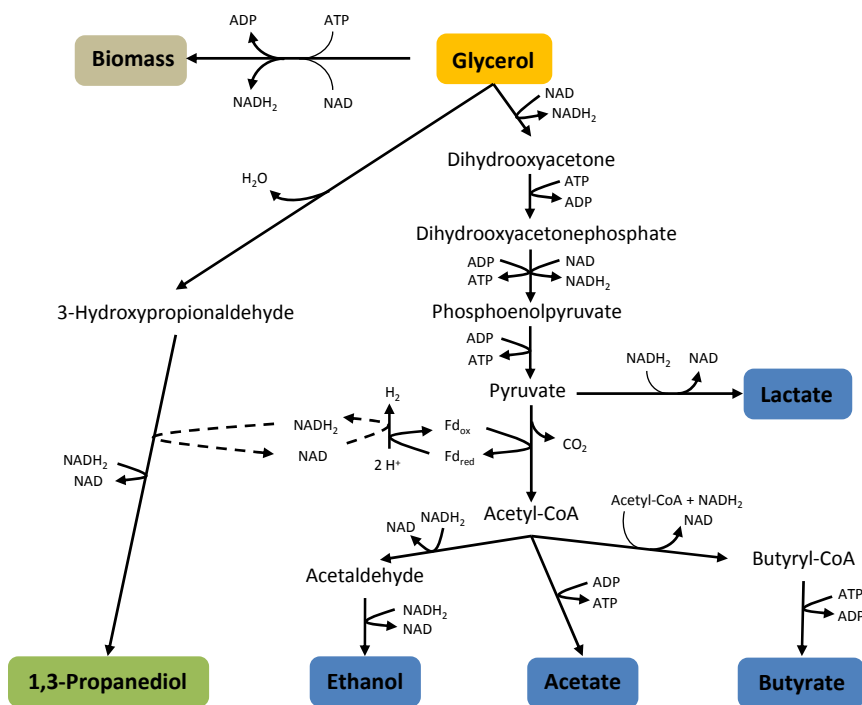 ADP
ATP
Biomass
Glycerol
NADH₂
NAD
NAD
NADH₂
Dihydrooxyacetone
H₂O
ATP
ADP
Dihydrooxyacetonephosphate
ADP
NAD
ATP
NADH₂
3-Hydroxypropionaldehyde
Phosphoenolpyruvate
ADP
ATP
NADH₂
NAD
Pyruvate
Lactate
H₂
NADH₂
Fdox
CO₂
NAD
2 H⁺
Fdred
NADH₂
NAD
Acetyl-CoA
Acetyl-CoA + NADH₂
NAD
NADH₂
NAD
Acetaldehyde
Butyryl-CoA
ADP
ATP
ATP
ADP
NADH₂
NAD
1,3-Propanediol
Ethanol
Acetate
Butyrate